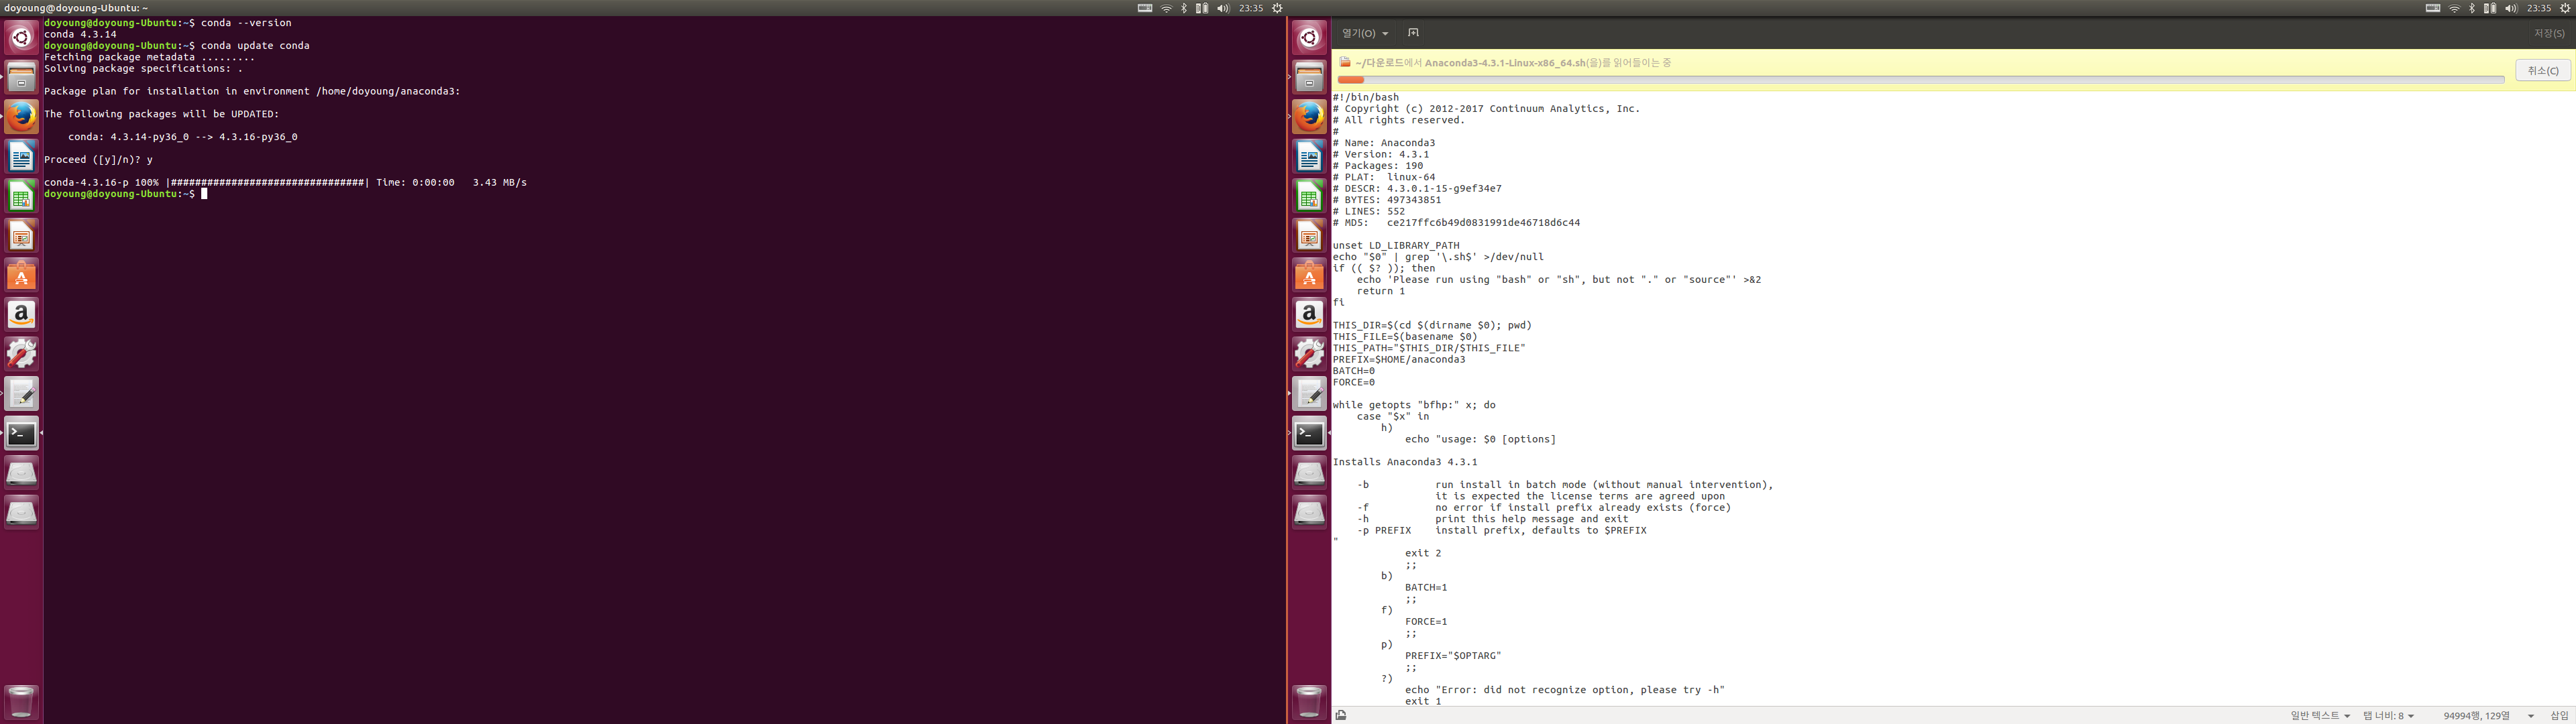 doyoung@doyoung-Ubuntu: ~
23:35
doyoung@doyoung-Ubuntu:~$ conda --version
conda 4.3.14
doyoung@doyoung-Ubuntu:~$ conda update conda
Fetching package metadata .........
Solving package specifications: .

Package plan for installation in environment /home/doyoung/anaconda3:

The following packages will be UPDATED:

    conda: 4.3.14-py36_0 --> 4.3.16-py36_0

Proceed ([y]/n)? y

conda-4.3.16-p 100% |################################| Time: 0:00:00   3.43 MB/s
doyoung@doyoung-Ubuntu:~$
23:35
열기(O)
저장(S)
~/다운로드에서 Anaconda3-4.3.1-Linux-x86_64.sh(을)를 읽어들이는 중
취소(C)
#!/bin/bash
# Copyright (c) 2012-2017 Continuum Analytics, Inc.
# All rights reserved.
#
# Name: Anaconda3
# Version: 4.3.1
# Packages: 190
# PLAT:  linux-64
# DESCR: 4.3.0.1-15-g9ef34e7
# BYTES: 497343851
# LINES: 552
# MD5:   ce217ffc6b49d0831991de46718d6c44

unset LD_LIBRARY_PATH
echo "$0" | grep '\.sh$' >/dev/null
if (( $? )); then
    echo 'Please run using "bash" or "sh", but not "." or "source"' >&2
    return 1
fi

THIS_DIR=$(cd $(dirname $0); pwd)
THIS_FILE=$(basename $0)
THIS_PATH="$THIS_DIR/$THIS_FILE"
PREFIX=$HOME/anaconda3
BATCH=0
FORCE=0

while getopts "bfhp:" x; do
    case "$x" in
        h)
            echo "usage: $0 [options]

Installs Anaconda3 4.3.1

    -b           run install in batch mode (without manual intervention),
                 it is expected the license terms are agreed upon
    -f           no error if install prefix already exists (force)
    -h           print this help message and exit
    -p PREFIX    install prefix, defaults to $PREFIX
"
            exit 2
            ;;
        b)
            BATCH=1
            ;;
        f)
            FORCE=1
            ;;
        p)
            PREFIX="$OPTARG"
            ;;
        ?)
            echo "Error: did not recognize option, please try -h"
            exit 1
일반 텍스트
탭 너비: 8
94994행, 129열
삽입